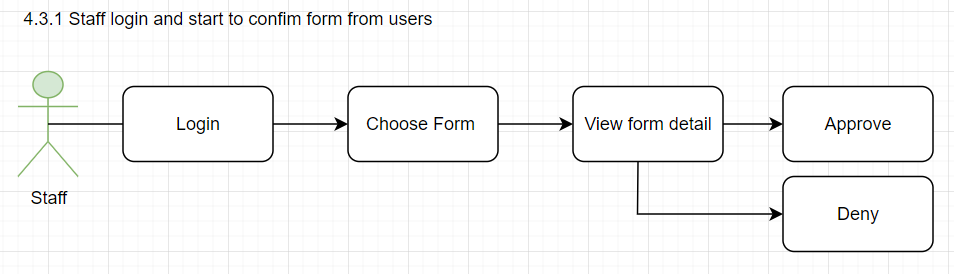 4.3.1 Staff login and start to confim form from users
Login
Choose Form
View form detail
Approve
Staff
Deny